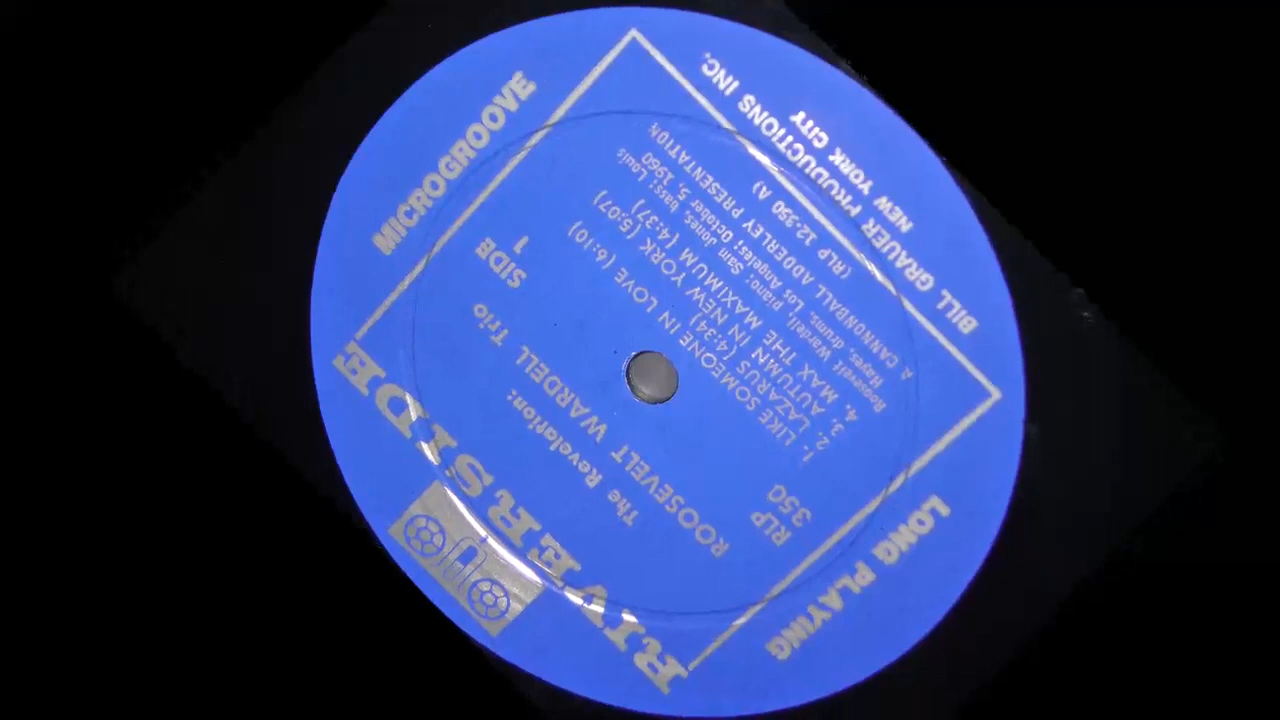 RIVERSIDE
MICROGROOVE
LONG PLAYING
The Revelation:
ROOSEVELT WARDELL Trio
RLP
350
SIDE
1
1. LIKE SOMEONE IN LOVE (6:10)
2. LAZARUS (4:34)
3. AUTUMN IN NEW YORK (5:07)
4. MAX THE MAXIMUM (4:37)
Roosevelt Wardell, piano; Sam Jones, bass; Louis
Hayes, drums. Los Angeles; October 5, 1960
A CANNONBALL ADDERLEY PRESENTATION
(RLP 12-350 A)
BILL GRAUER PRODUCTIONS INC.
NEW YORK CITY